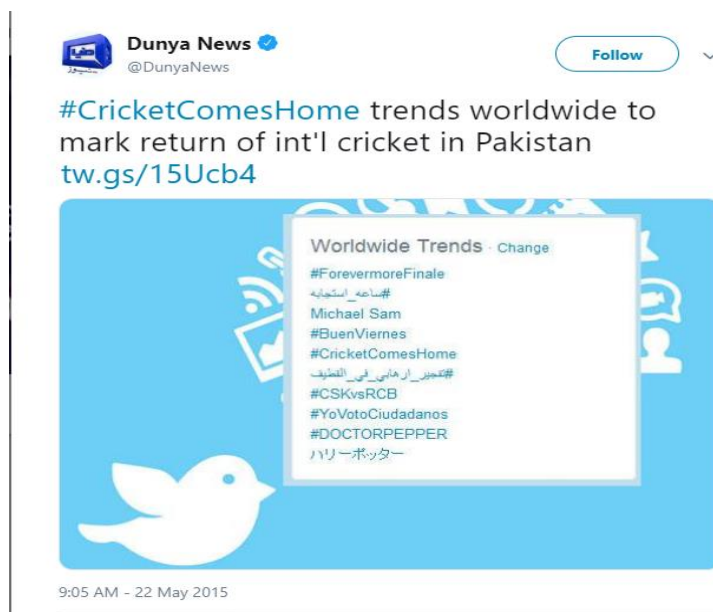 Dunya News
@DunyaNews
Follow
#CricketComesHome trends worldwide to
mark return of int'l cricket in Pakistan
tw.gs/15Ucb4
Worldwide Trends · Change
#ForevermoreFinale
#ساعه_استجابه
Michael Sam
#BuenViernes
#CricketComesHome
#تفجير_ارهابي_في_القطيف
#CSKvsRCB
#YoVotoCiudadanos
#DOCTORPEPPER
ハリーポッター
9:05 AM - 22 May 2015